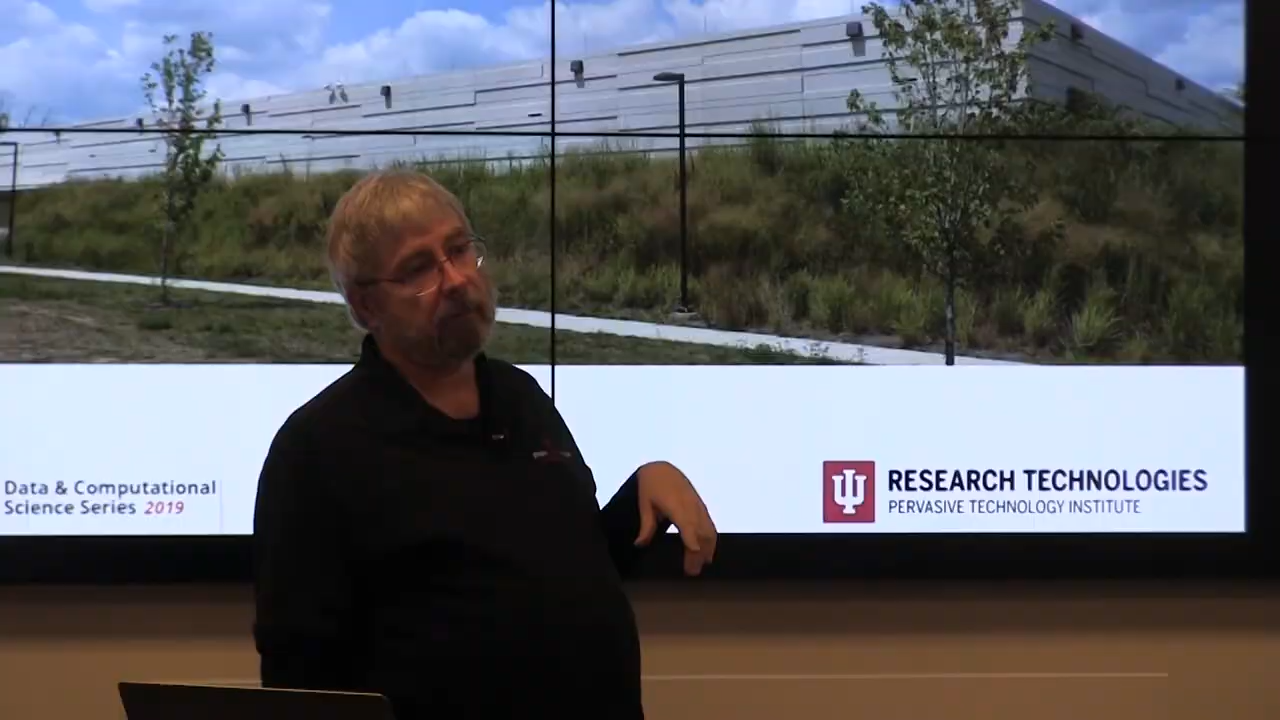 Data & Computational
Science Series 2019
RESEARCH TECHNOLOGIES
PERVASIVE TECHNOLOGY INSTITUTE